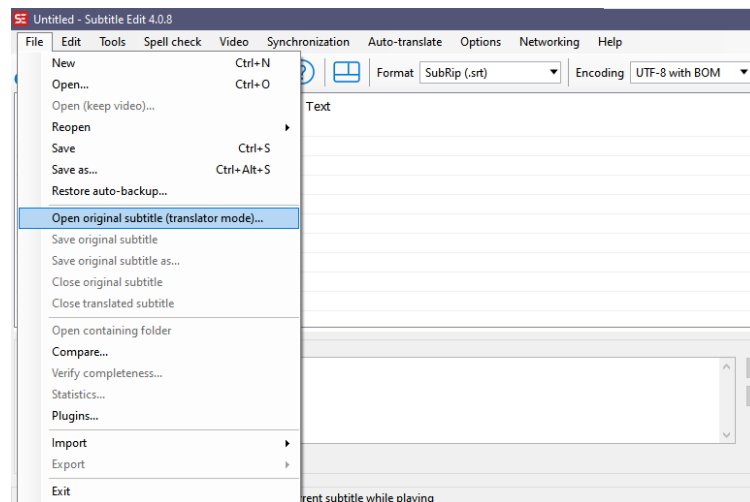 SE Untitled - Subtitle Edit 4.0.8
File Edit Tools Spell check Video Synchronization Auto-translate Options Networking Help
New Ctrl+N
Open... Ctrl+O
Open (keep video)...
Reopen
Save Ctrl+S
Save as... Ctrl+Alt+S
Restore auto-backup...
Open original subtitle (translator mode)...
Save original subtitle
Save original subtitle as...
Close original subtitle
Close translated subtitle
Open containing folder
Compare...
Verify completeness...
Statistics...
Plugins...
Import
Export
Exit
? Format SubRip (.srt) Encoding UTF-8 with BOM
Text
rent subtitle while playing